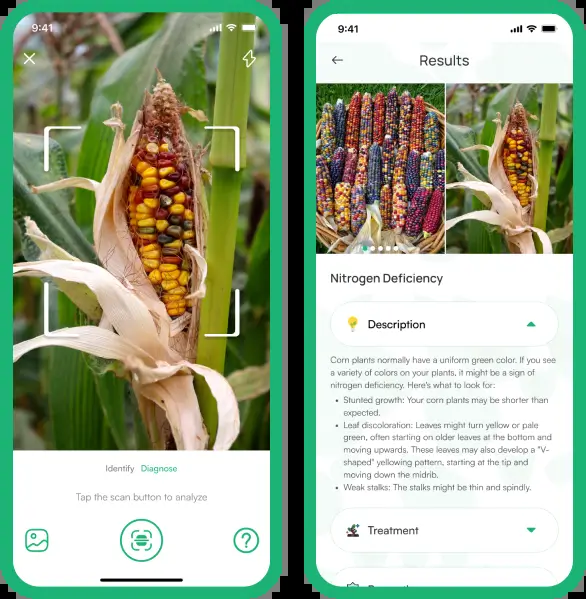 9:41
Identify Diagnose
Tap the scan button to analyze
9:41
Results
Nitrogen Deficiency
Description
Corn plants normally have a uniform green color. If you see
a variety of colors on your plants, it might be a sign of
nitrogen deficiency. Here's what to look for:
• Stunted growth: Your corn plants may be shorter than
expected.
• Leaf discoloration: Leaves might turn yellow or pale
green, often starting on older leaves at the bottom and
moving upwards. These leaves may also develop a "V-
shaped" yellowing pattern, starting at the tip and
moving down the midrib.
• Weak stalks: The stalks might be thin and spindly.
Treatment